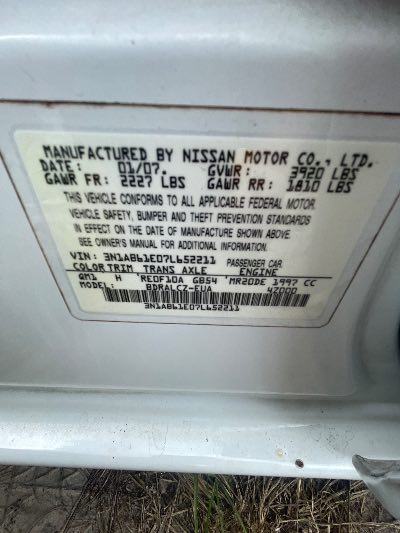 MANUFACTURED BY NISSAN MOTOR CO., LTD.
DATE: 01/07. GVWR: 3920 LBS
GAWR FR: 2227 LBS GAWR RR: 1810 LBS
THIS VEHICLE CONFORMS TO ALL APPLICABLE FEDERAL MOTOR
VEHICLE SAFETY, BUMPER AND THEFT PREVENTION STANDARDS
IN EFFECT ON THE DATE OF MANUFACTURE SHOWN ABOVE.
SEE OWNER'S MANUAL FOR ADDITIONAL INFORMATION.
VIN: 3N1AB61E07L652211 PASSENGER CAR
COLOR TRIM TRANS AXLE ENGINE
QM1 H RE0F10A GB54 MR20DE 1997 CC
MODEL: BDRALCZ-EUA 4Z000
3N1AB61E07L652211